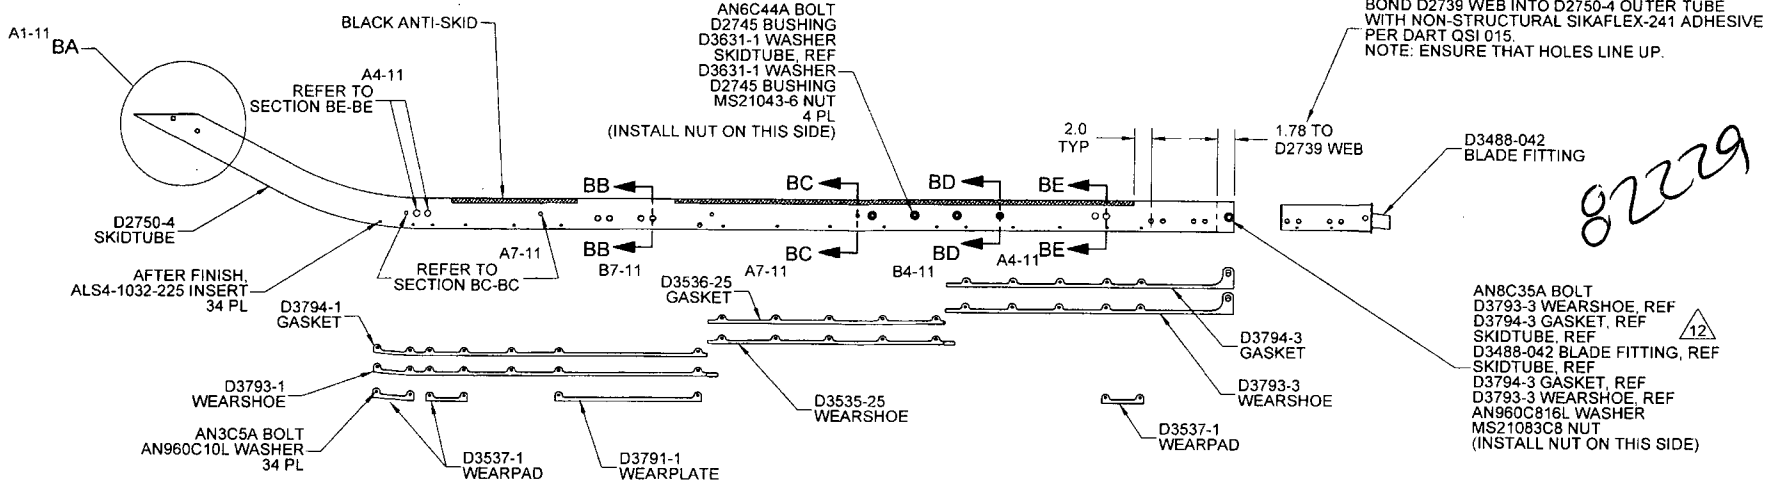 A1-11
BA
BLACK ANTI-SKID
A4-11
REFER TO
SECTION BE-BE
AN6C44A BOLT
D2745 BUSHING
D3631-1 WASHER
SKIDTUBE, REF
D3631-1 WASHER
D2745 BUSHING
MS21043-6 NUT
4 PL
(INSTALL NUT ON THIS SIDE)
BOND D2739 WEB INTO D2750-4 OUTER TUBE
WITH NON-STRUCTURAL SIKAFLEX-241 ADHESIVE
PER DART QSI 015.
NOTE: ENSURE THAT HOLES LINE UP.
2.0
TYP
1.78 TO
D2739 WEB
D3488-042
BLADE FITTING
82229
BB
BC
BD
BE
D2750-4
SKIDTUBE
BB
BC
BD
BE
B7-11
A7-11
B4-11
A4-11
A7-11
REFER TO
SECTION BC-BC
AFTER FINISH,
ALS4-1032-225 INSERT
34 PL
D3794-1
GASKET
D3536-25
GASKET
D3794-3
GASKET
D3793-1
WEARSHOE
D3535-25
WEARSHOE
D3793-3
WEARSHOE
AN3C5A BOLT
AN960C10L WASHER
34 PL
D3537-1
WEARPAD
D3791-1
WEARPLATE
D3537-1
WEARPAD
AN8C35A BOLT
D3793-3 WEARSHOE, REF
D3794-3 GASKET, REF
SKIDTUBE, REF
12
D3488-042 BLADE FITTING, REF
SKIDTUBE, REF
D3794-3 GASKET, REF
D3793-3 WEARSHOE, REF
AN960C816L WASHER
MS21083C8 NUT
(INSTALL NUT ON THIS SIDE)